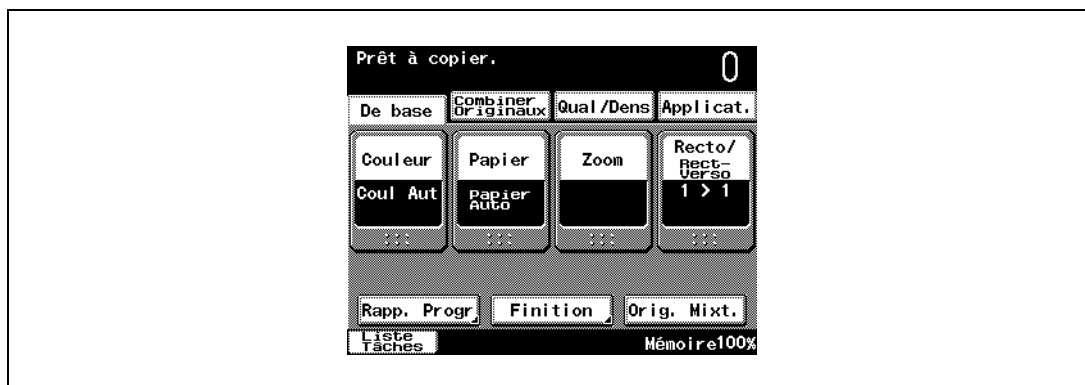 Prêt à copier.
0
De base
Combiner
Originaux
Qual/Dens
Applicat.
Couleur
Papier
Zoom
Recto/
Rect-
Verso
Coul Aut
Papier
Auto
1 > 1
Rapp. Progr
Finition
Orig. Mixt.
Liste
Tâches
Mémoire100%